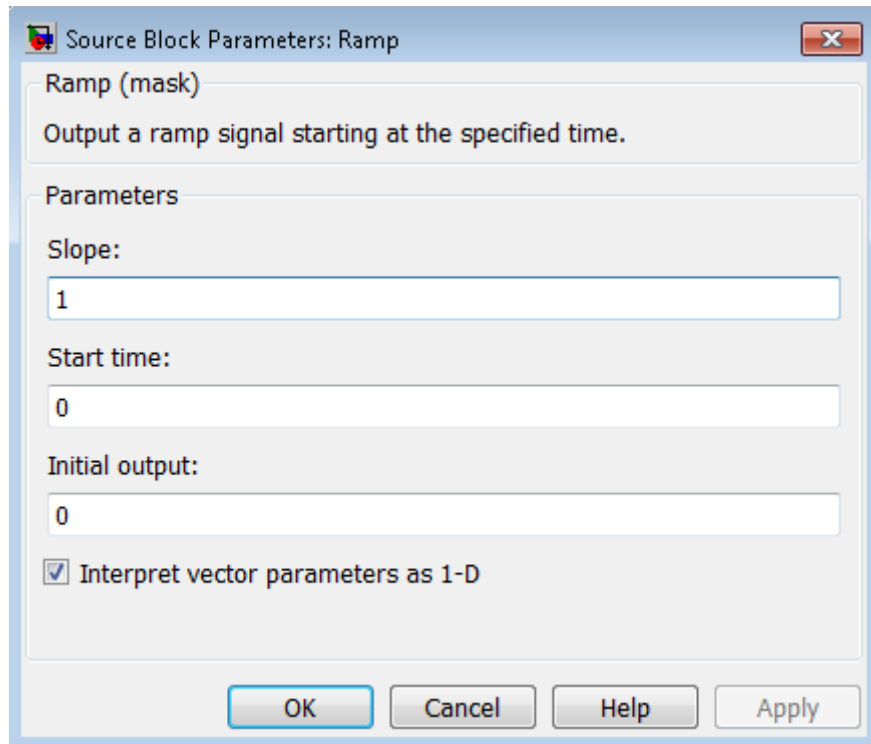 Source Block Parameters: Ramp
Ramp (mask)
Output a ramp signal starting at the specified time.
Parameters
Slope:
1
Start time:
0
Initial output:
0
Interpret vector parameters as 1-D
OK Cancel Help Apply